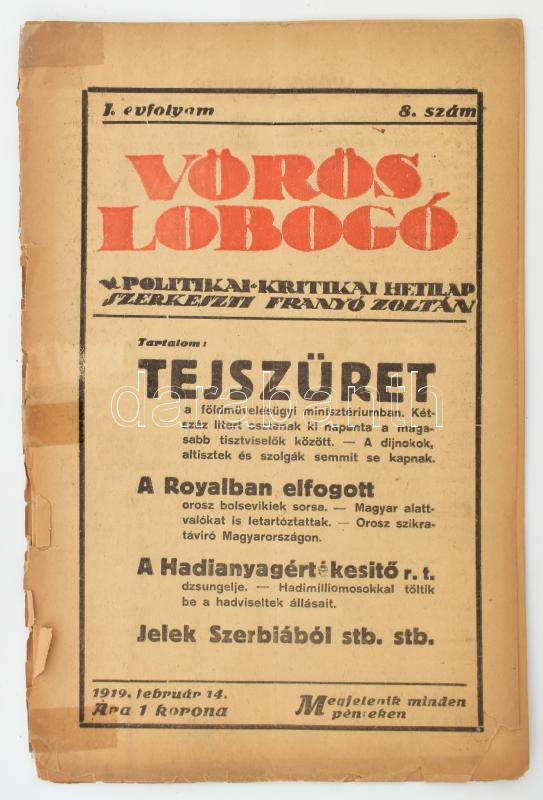 I. évfolyam 8. szám
VÖRÖS
LOBOGÓ
POLITIKAI-KRITIKAI HETILAP
SZERKESZTI FRANYÓ ZOLTÁN
Tartalom:
TEJSZÜRET
a földmüvelésügyi minisztériumban. Két-
száz litert osztanak ki naponta a maga-
sabb tisztviselők között. — A dijnokok,
altisztek és szolgák semmit se kapnak.
A Royalban elfogott
orosz bolsevikiek sorsa. — Magyar alatt-
valókat is letartóztattak. — Orosz szikra-
táviró Magyarországon.
A Hadianyagértékesitő r. t.
dzsungelje. — Hadimilliomosokkal töltik
be a hadviseltek állásait.
Jelek Szerbiából stb. stb.
1919. február 14.
Ára 1 korona
Megjelenik minden
pénteken
darabanth